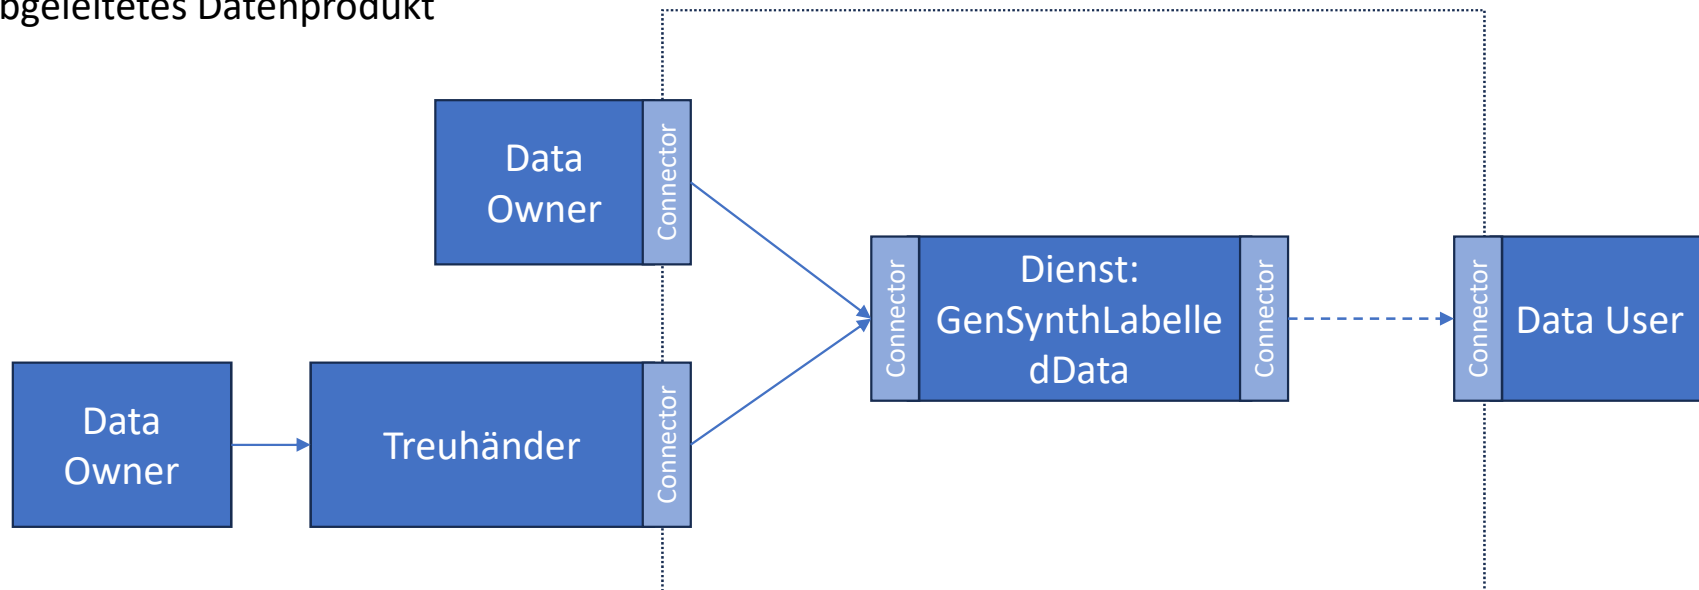 bgeleitetes Datenprodukt
Data
Owner
Connector
Connector
Dienst:
GenSynthLabelle
dData
Connector
Connector
Data User
Data
Owner
Treuhänder
Connector